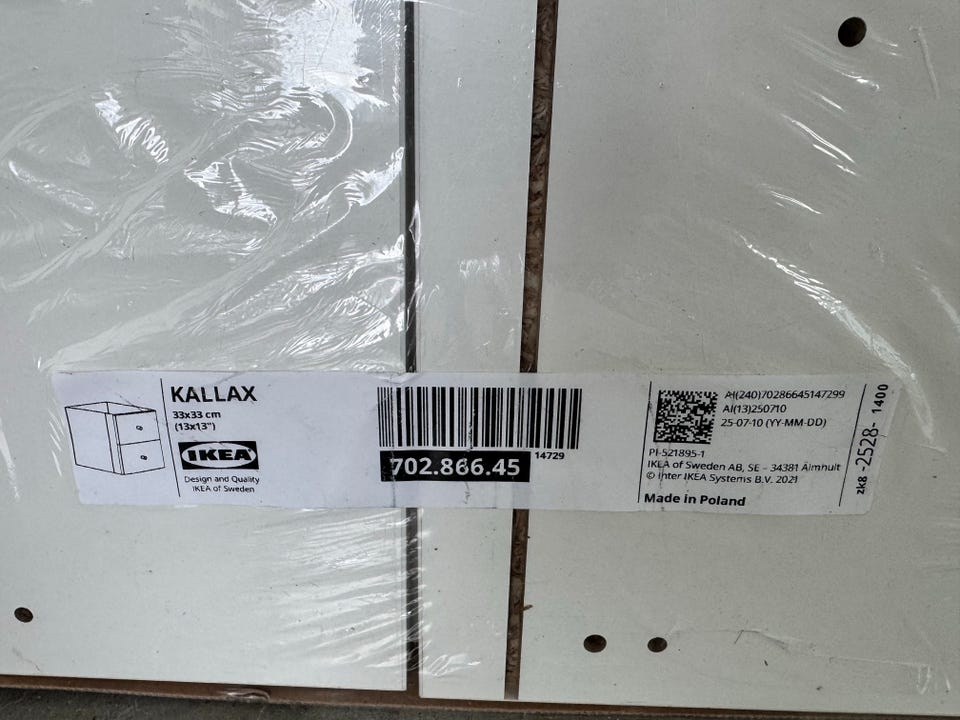 KALLAX
33x33 cm
(13x13")
IKEA
Design and Quality
IKEA of Sweden
14729
702.866.45
AI(240)70286645147299
AI(13)250710
25-07-10 (YY-MM-DD)
PI-521895-1
IKEA of Sweden AB, SE – 34381 Älmhult
© Inter IKEA Systems B.V. 2021
Made in Poland
zk8 -2528- 1400